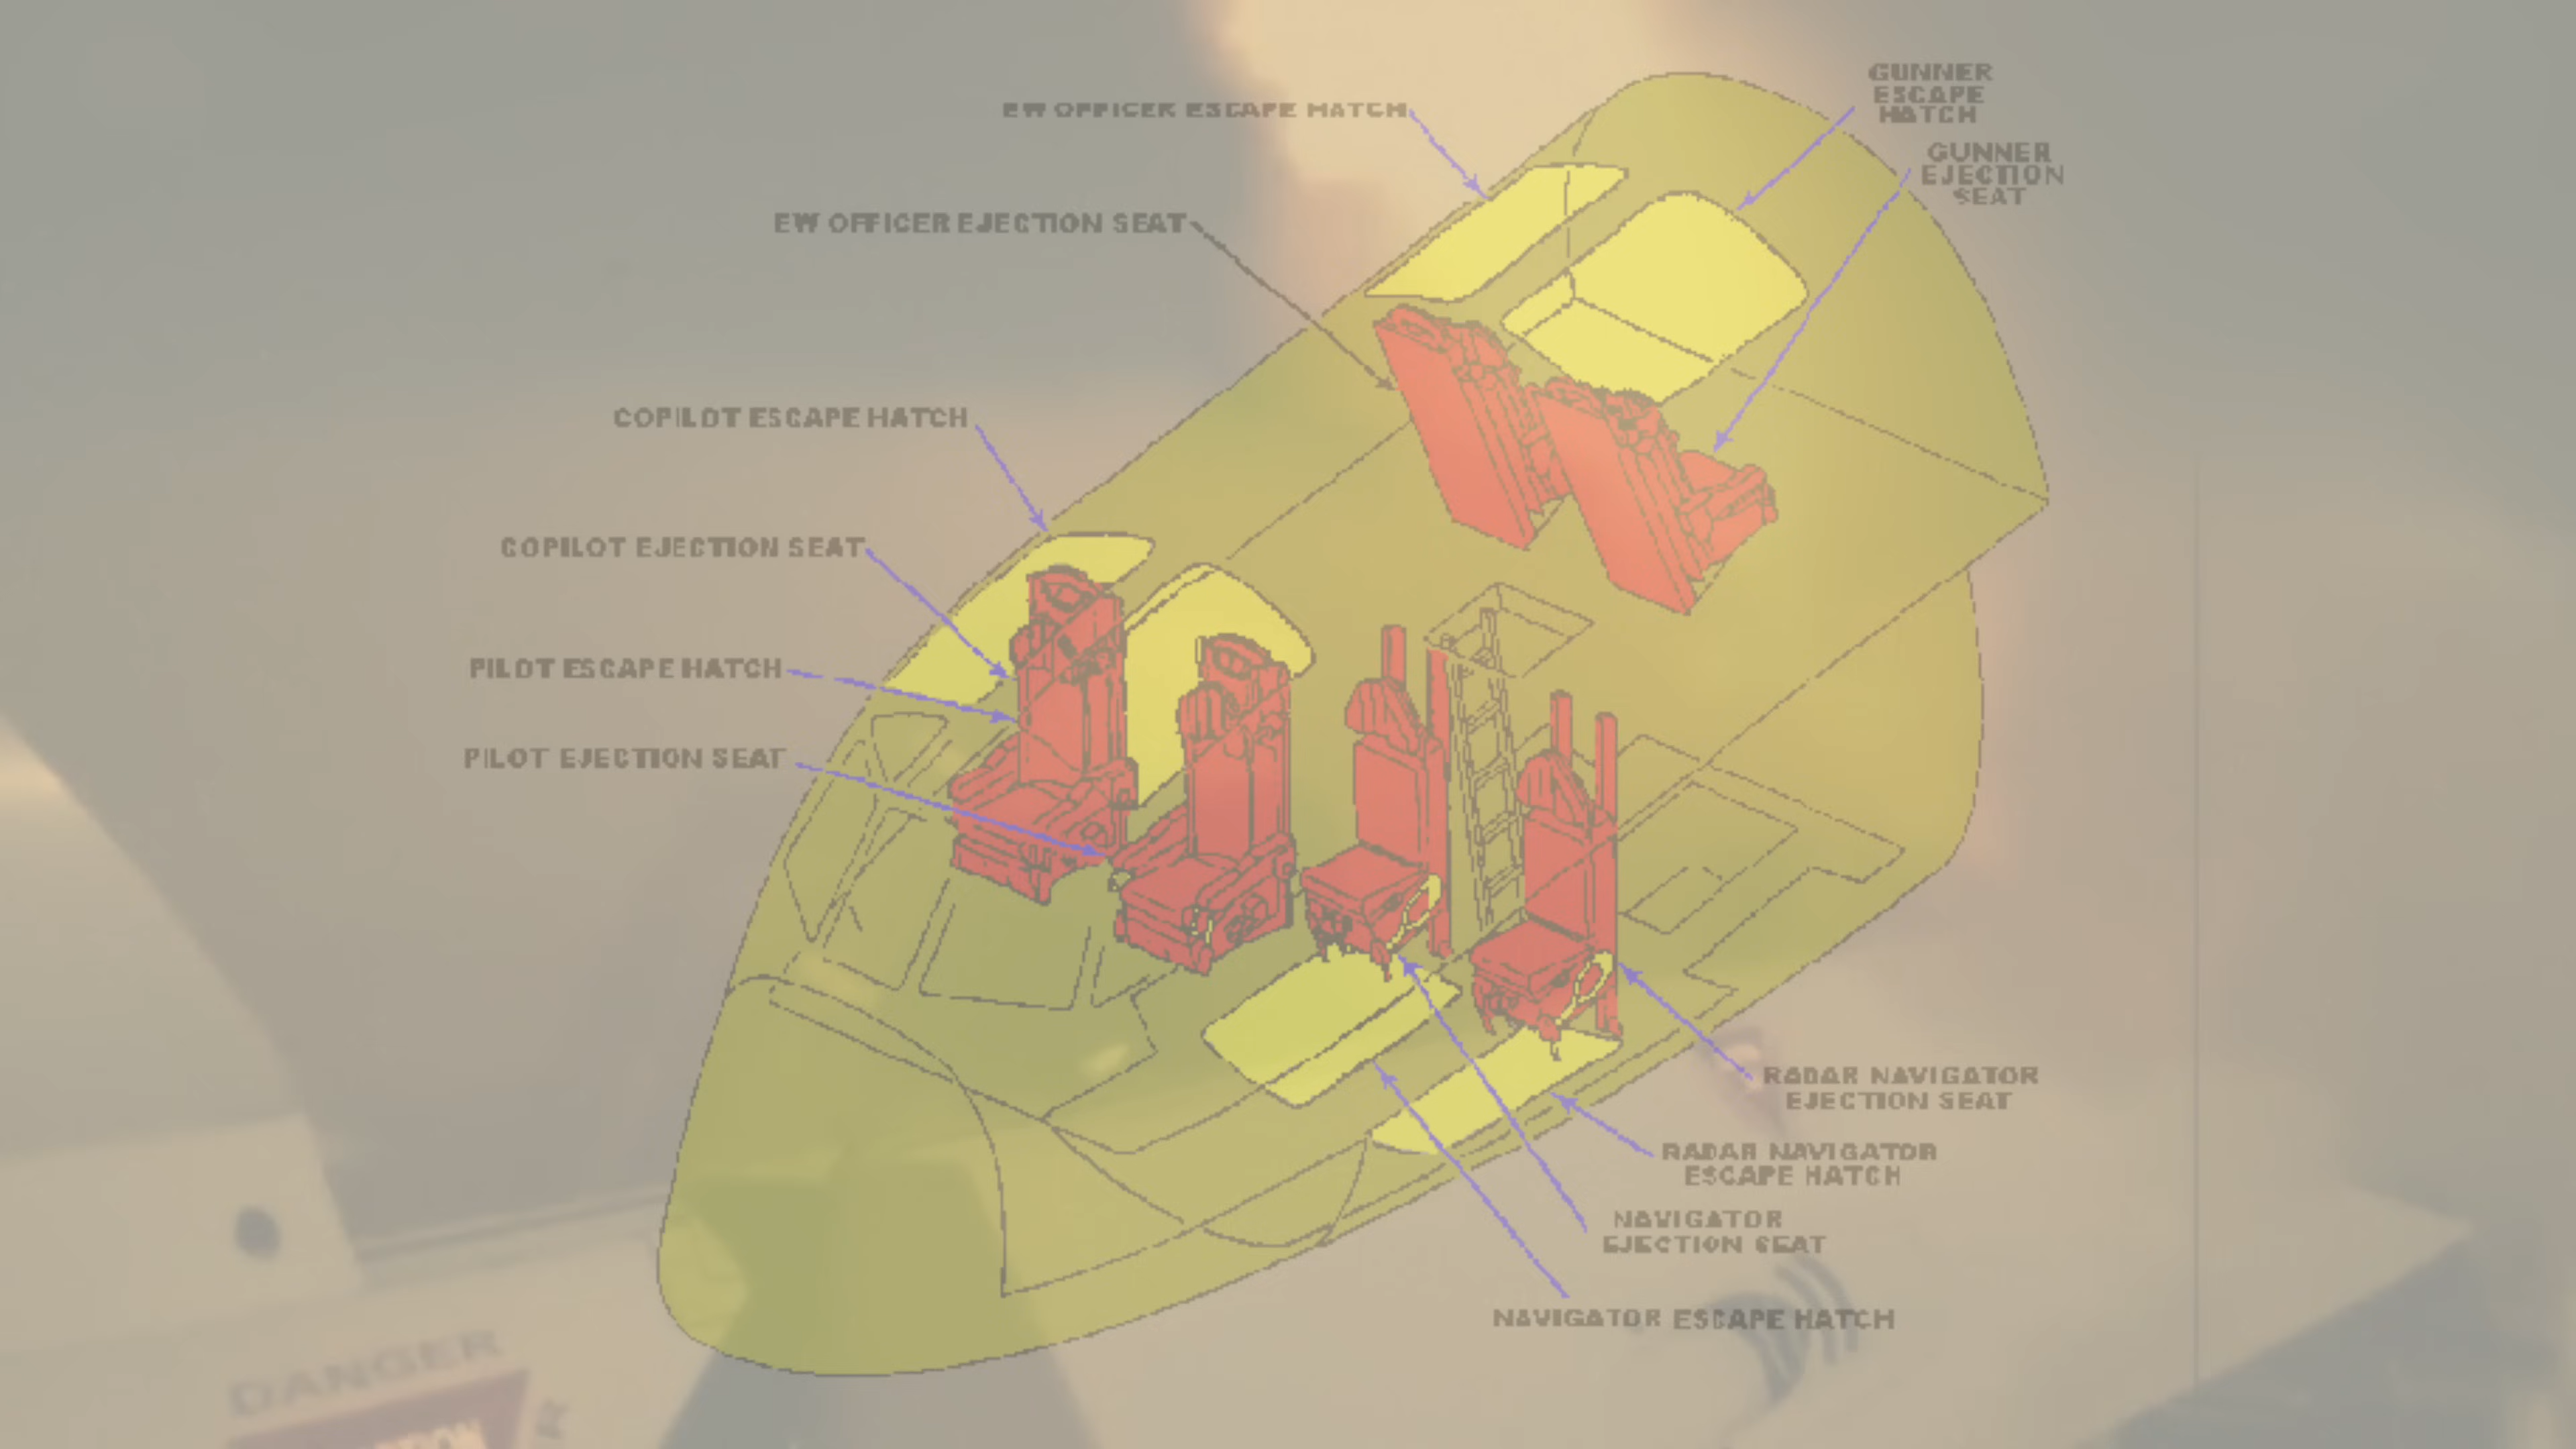 GUNNER
ESCAPE
HATCH
EW OFFICER ESCAPE HATCH
GUNNER
EJECTION
SEAT
EW OFFICER EJECTION SEAT
COPILOT ESCAPE HATCH
COPILOT EJECTION SEAT
PILOT ESCAPE HATCH
PILOT EJECTION SEAT
RADAR NAVIGATOR
EJECTION SEAT
RADAR NAVIGATOR
ESCAPE HATCH
NAVIGATOR
EJECTION SEAT
NAVIGATOR ESCAPE HATCH
DANGER